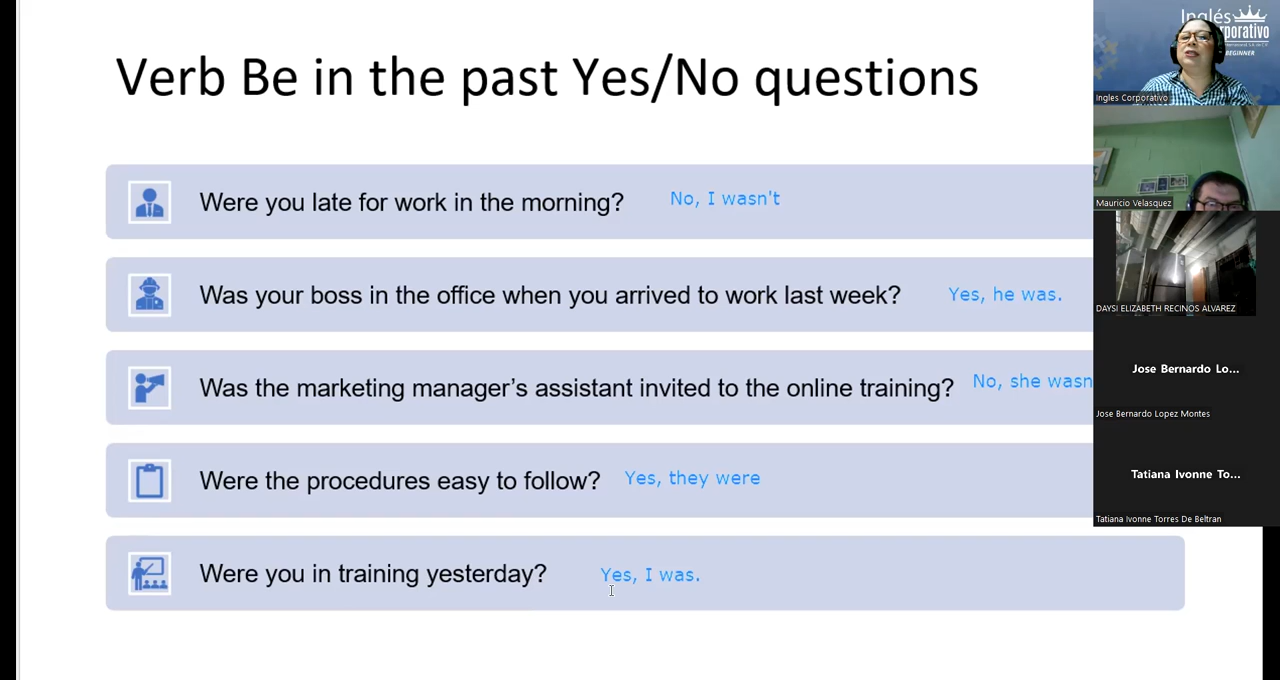 Verb Be in the past Yes/No questions
Were you late for work in the morning? No, I wasn't
Was your boss in the office when you arrived to work last week? Yes, he was.
Was the marketing manager’s assistant invited to the online training? No, she wasn
Were the procedures easy to follow? Yes, they were
Were you in training yesterday? Yes, I was.
Inglés
rporativo
BEGINNER
Ingles Corporativo
Mauricio Velasquez
DAYSI ELIZABETH RECINOS ALVAREZ
Jose Bernardo Lo...
Jose Bernardo Lopez Montes
Tatiana Ivonne To...
Tatiana Ivonne Torres De Beltran